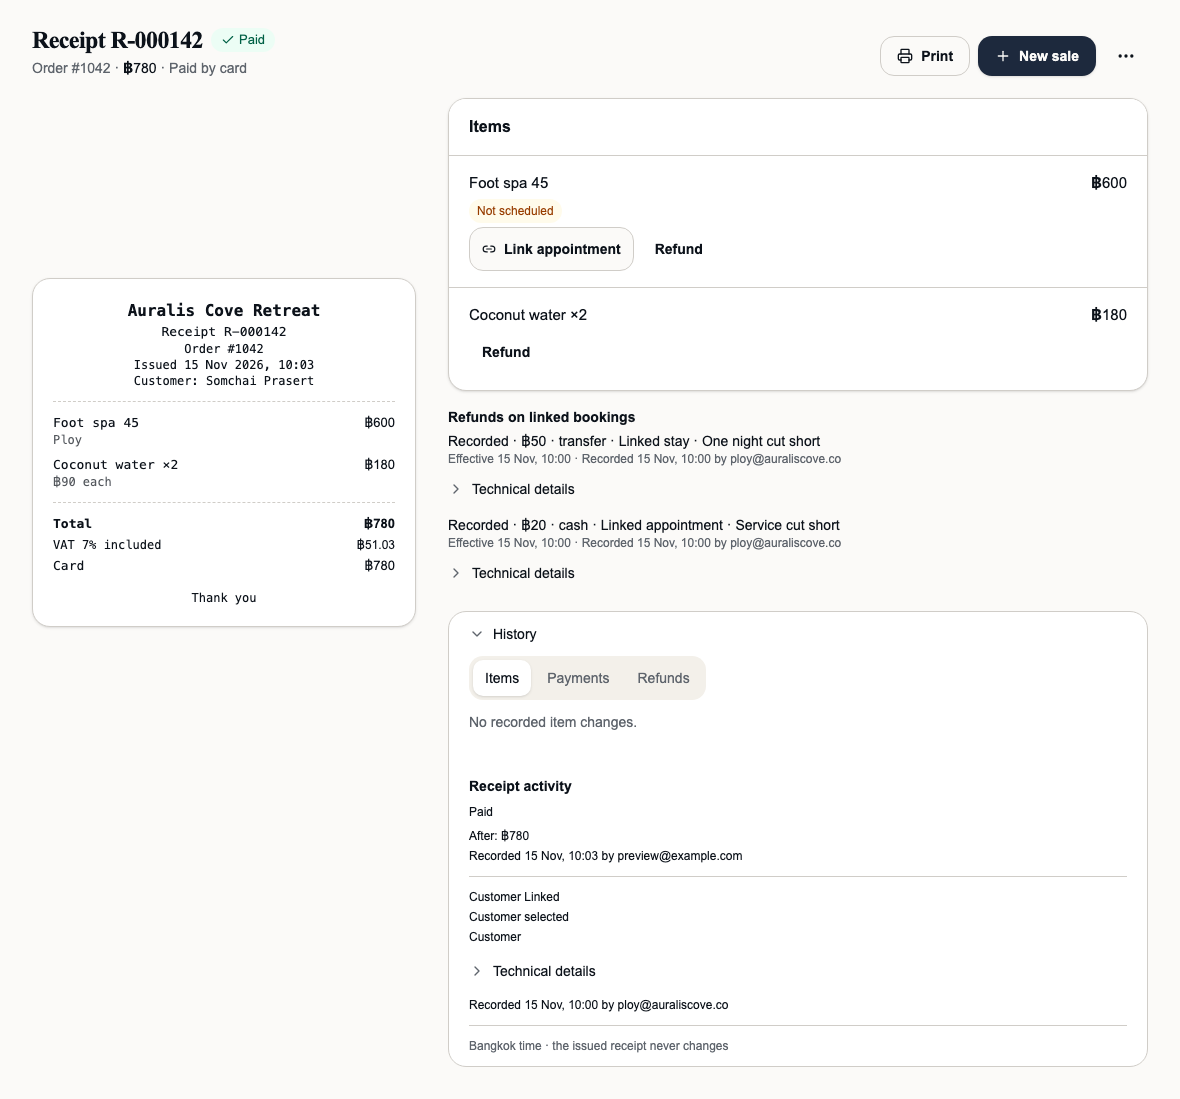 Receipt R-000142
Paid
Order #1042 · ฿780 · Paid by card
Print
New sale
Auralis Cove Retreat
Receipt R-000142
Order #1042
Issued 15 Nov 2026, 10:03
Customer: Somchai Prasert
Foot spa 45 ฿600
Ploy
Coconut water ×2 ฿180
฿90 each
Total ฿780
VAT 7% included ฿51.03
Card ฿780
Thank you
Items
Foot spa 45 ฿600
Not scheduled
Link appointment Refund
Coconut water ×2 ฿180
Refund
Refunds on linked bookings
Recorded · ฿50 · transfer · Linked stay · One night cut short
Effective 15 Nov, 10:00 · Recorded 15 Nov, 10:00 by ploy@auraliscove.co
Technical details
Recorded · ฿20 · cash · Linked appointment · Service cut short
Effective 15 Nov, 10:00 · Recorded 15 Nov, 10:00 by ploy@auraliscove.co
Technical details
History
Items Payments Refunds
No recorded item changes.
Receipt activity
Paid
After: ฿780
Recorded 15 Nov, 10:03 by preview@example.com
Customer Linked
Customer selected
Customer
Technical details
Recorded 15 Nov, 10:00 by ploy@auraliscove.co
Bangkok time · the issued receipt never changes